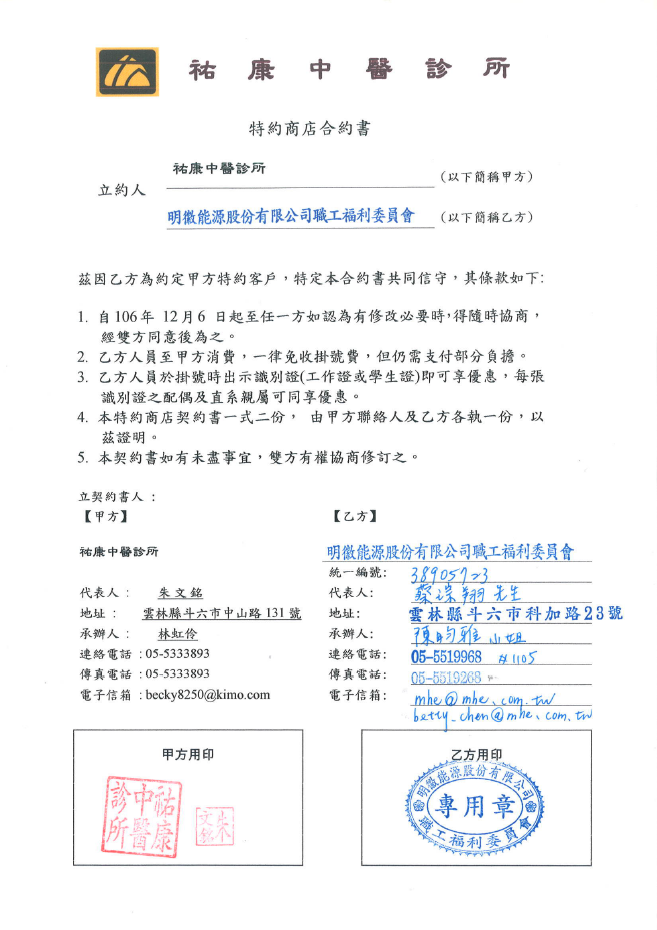 祐康中醫診所
特約商店合約書
立約人
祐康中醫診所 (以下簡稱甲方)
明徽能源股份有限公司職工福利委員會 (以下簡稱乙方)
茲因乙方為約定甲方特約客戶,特定本合約書共同信守,其條款如下:
1. 自106年 12月6 日起至任一方如認為有修改必要時,得隨時協商,
經雙方同意後為之。
2. 乙方人員至甲方消費,一律免收掛號費,但仍需支付部分負擔。
3. 乙方人員於掛號時出示識別證(工作證或學生證)即可享優惠,每張
識別證之配偶及直系親屬可同享優惠。
4. 本特約商店契約書一式二份, 由甲方聯絡人及乙方各執一份,以
茲證明。
5. 本契約書如有未盡事宜,雙方有權協商修訂之。
立契約書人:
【甲方】
祐康中醫診所
代表人: 朱文銘
地址: 雲林縣斗六市中山路 131 號
承辦人: 林虹伶
連絡電話:05-5333893
傳真電話:05-5333893
電子信箱:becky8250@kimo.com
【乙方】
明徽能源股份有限公司職工福利委員會
統一編號: 38905723
代表人: 蔡琮翔 先生
地址: 雲林縣斗六市科加路23號
承辦人: 陳昀雅 小姐
連絡電話: 05-5519968 #1105
傳真電話: 05-5519268
電子信箱: mhe@mhe.com.tw
betty_chen@mhe.com.tw
甲方用印
祐康中醫診所
朱文銘
乙方用印
明徽能源股份有限公司
專用章
職工福利委員會